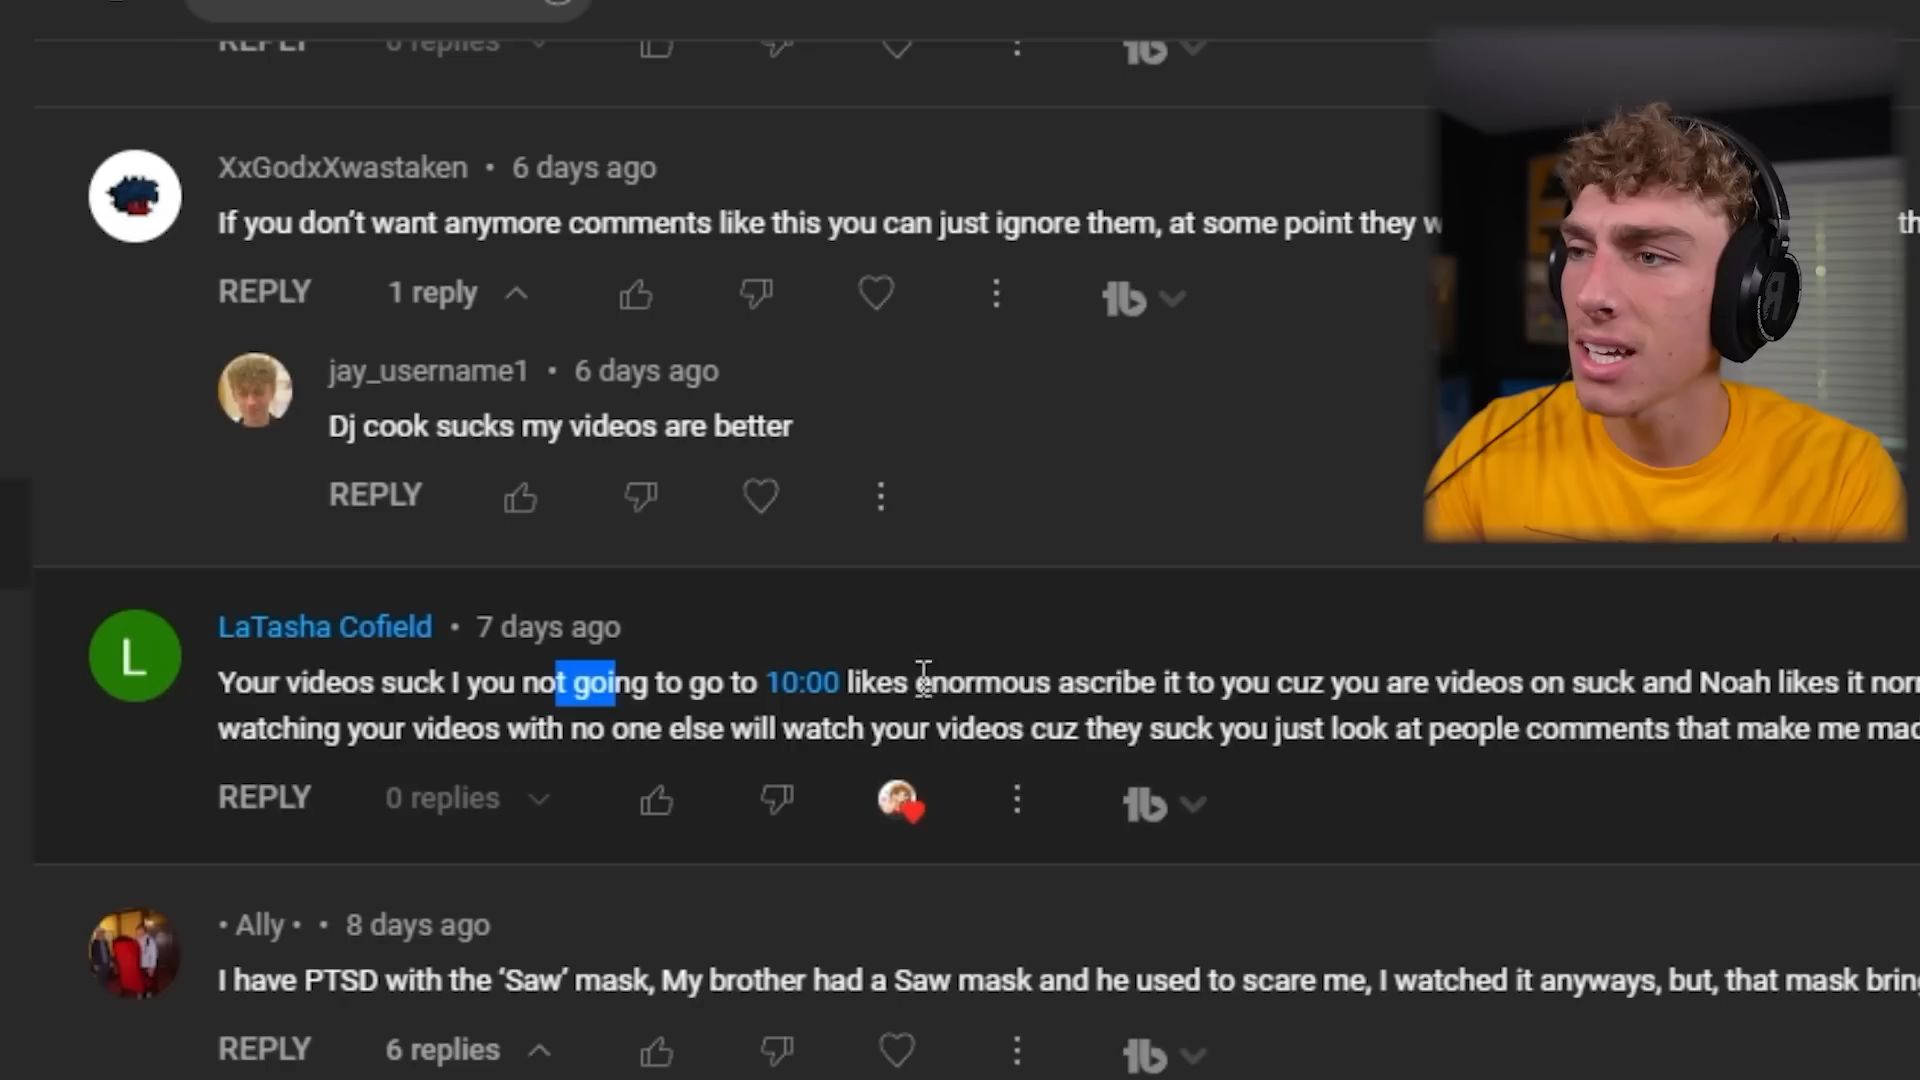 REPLY 0 replies
XxGodxXwastaken • 6 days ago
If you don't want anymore comments like this you can just ignore them, at some point they
REPLY 1 reply
jay_username1 • 6 days ago
Dj cook sucks my videos are better
REPLY
L
LaTasha Cofield • 7 days ago
Your videos suck I you not going to go to 10:00 likes enormous ascribe it to you cuz you are videos on suck and Noah likes it
watching your videos with no one else will watch your videos cuz they suck you just look at people comments that make me
REPLY 0 replies
• Ally • • 8 days ago
I have PTSD with the ‘Saw’ mask, My brother had a Saw mask and he used to scare me, I watched it anyways, but, that mask
REPLY 6 replies